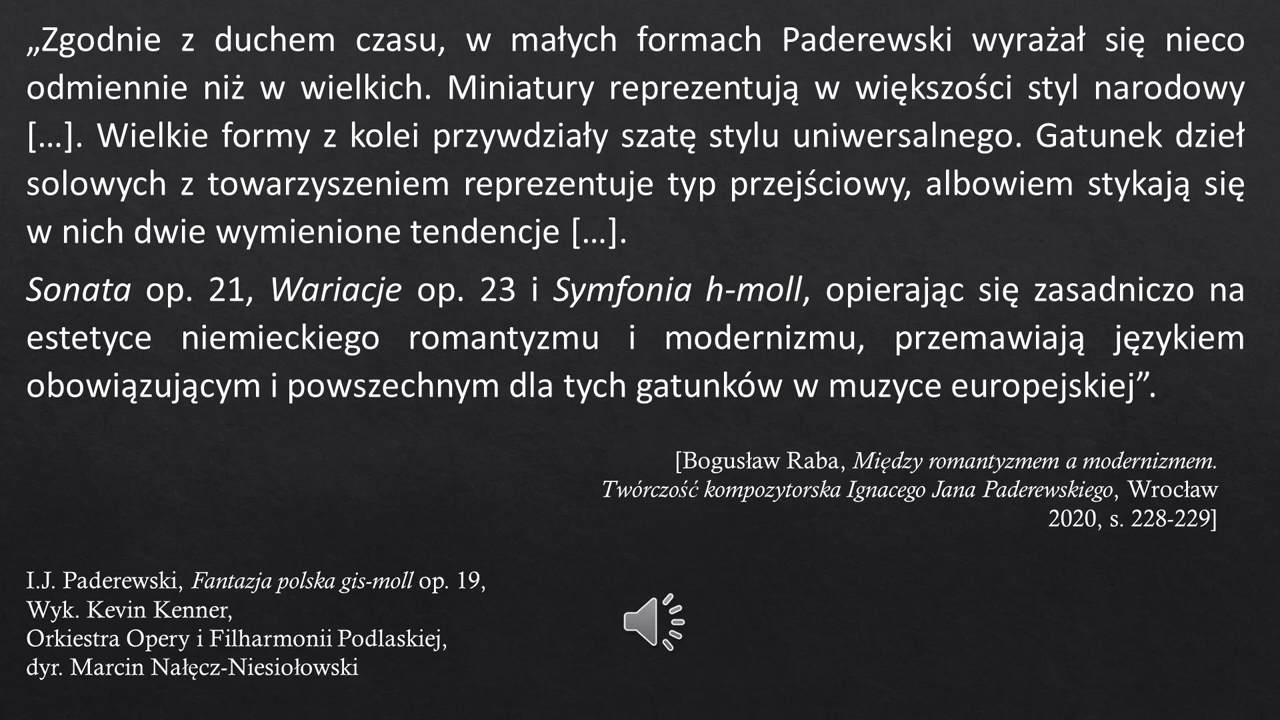 „Zgodnie z duchem czasu, w małych formach Paderewski wyrażał się nieco
odmiennie niż w wielkich. Miniatury reprezentują w większości styl narodowy
[…]. Wielkie formy z kolei przywdziały szatę stylu uniwersalnego. Gatunek dzieł
solowych z towarzyszeniem reprezentuje typ przejściowy, albowiem stykają się
w nich dwie wymienione tendencje […].
Sonata op. 21, Wariacje op. 23 i Symfonia h-moll, opierając się zasadniczo na
estetyce niemieckiego romantyzmu i modernizmu, przemawiają językiem
obowiązującym i powszechnym dla tych gatunków w muzyce europejskiej”.
[Bogusław Raba, Między romantyzmem a modernizmem.
Twórczość kompozytorska Ignacego Jana Paderewskiego, Wrocław
2020, s. 228-229]
I.J. Paderewski, Fantazja polska gis-moll op. 19,
Wyk. Kevin Kenner,
Orkiestra Opery i Filharmonii Podlaskiej,
dyr. Marcin Nałęcz-Niesiołowski